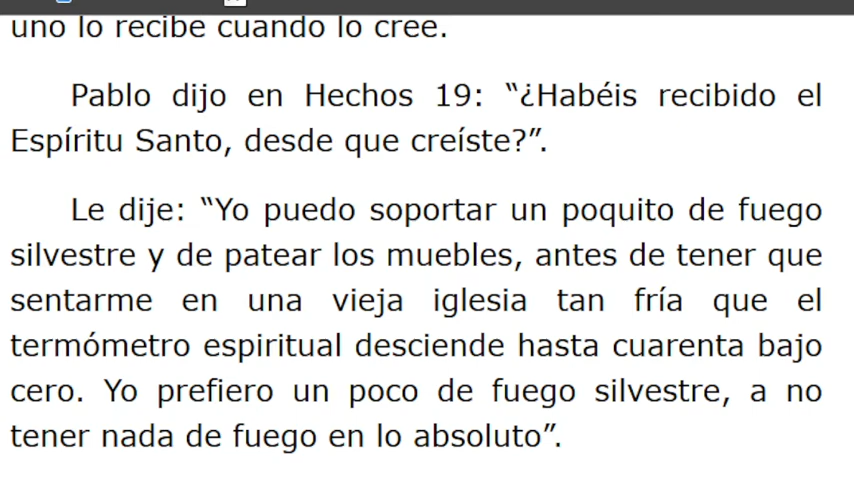 uno lo recibe cuando lo cree.
Pablo dijo en Hechos 19: “¿Habéis recibido el
Espíritu Santo, desde que creíste?”.
Le dije: “Yo puedo soportar un poquito de fuego
silvestre y de patear los muebles, antes de tener que
sentarme en una vieja iglesia tan fría que el
termómetro espiritual desciende hasta cuarenta bajo
cero. Yo prefiero un poco de fuego silvestre, a no
tener nada de fuego en lo absoluto”.